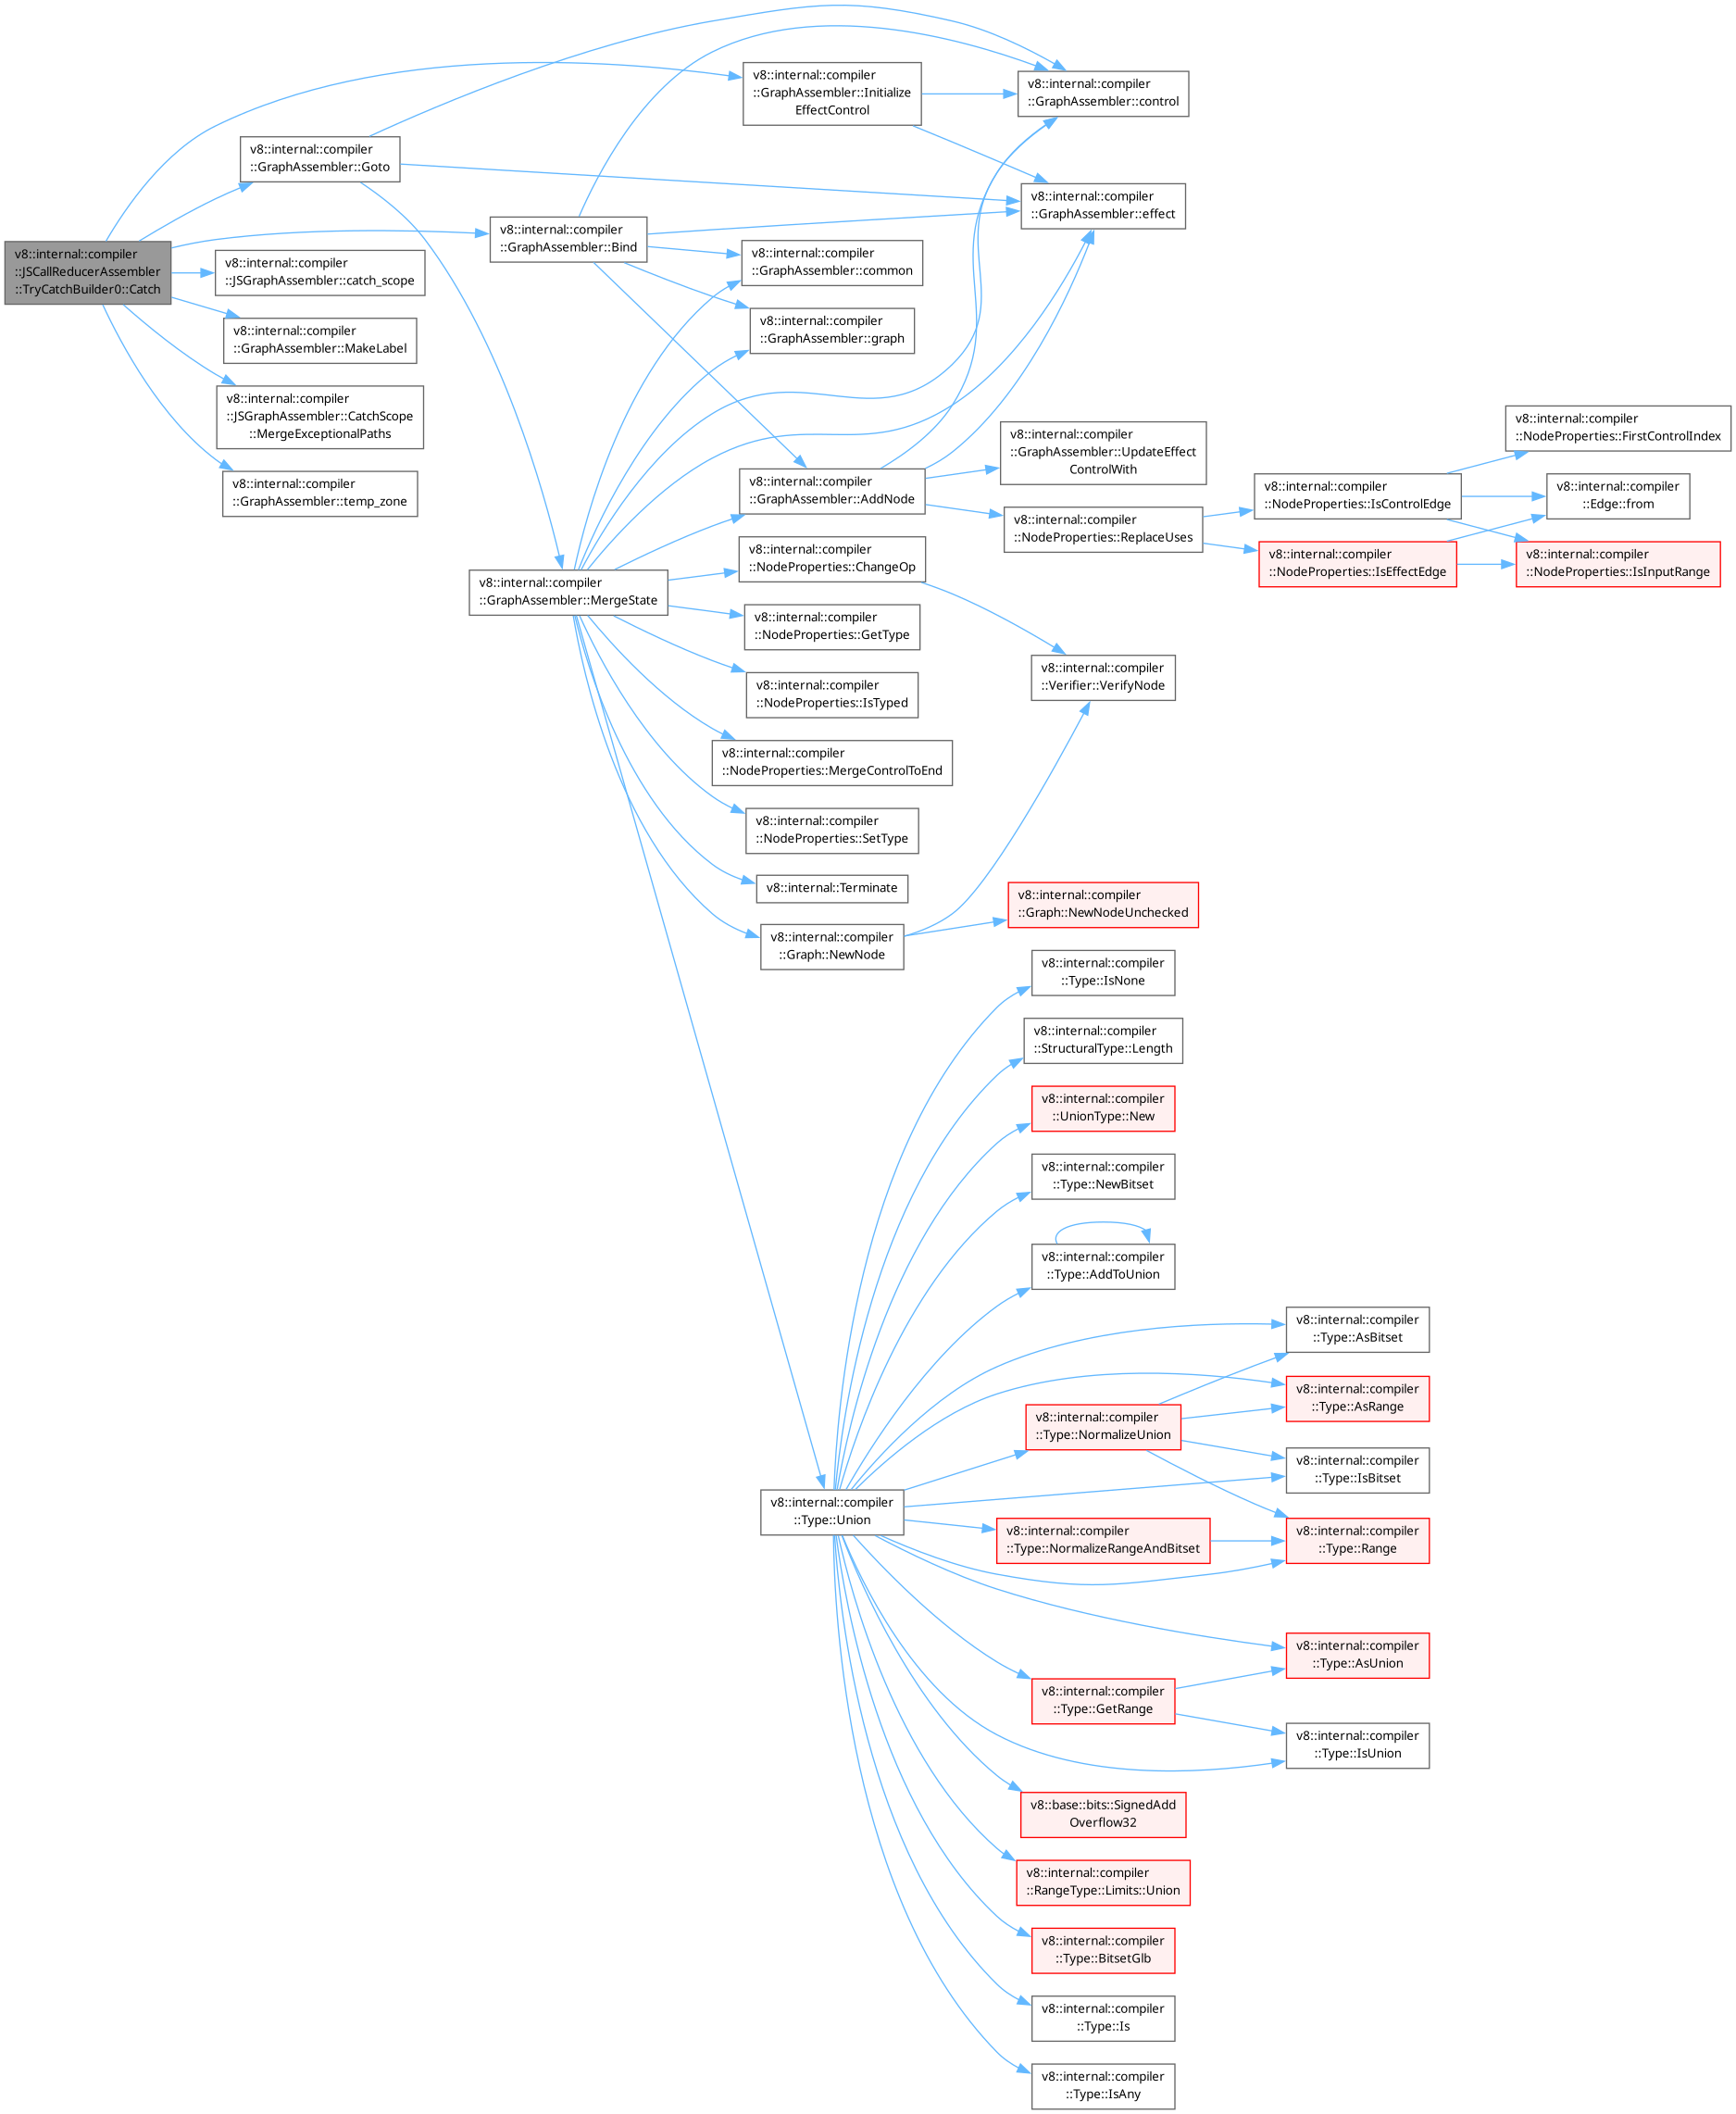 v8::internal::compiler
::JSCallReducerAssembler
::TryCatchBuilder0::Catch
v8::internal::compiler
::GraphAssembler::Goto
v8::internal::compiler
::JSGraphAssembler::catch_scope
v8::internal::compiler
::GraphAssembler::MakeLabel
v8::internal::compiler
::JSGraphAssembler::CatchScope
::MergeExceptionalPaths
v8::internal::compiler
::GraphAssembler::temp_zone
v8::internal::compiler
::GraphAssembler::Bind
v8::internal::compiler
::GraphAssembler::MergeState
v8::internal::compiler
::GraphAssembler::Initialize
EffectControl
v8::internal::compiler
::GraphAssembler::common
v8::internal::compiler
::GraphAssembler::graph
v8::internal::compiler
::GraphAssembler::AddNode
v8::internal::compiler
::NodeProperties::ChangeOp
v8::internal::compiler
::NodeProperties::GetType
v8::internal::compiler
::NodeProperties::IsTyped
v8::internal::compiler
::NodeProperties::MergeControlToEnd
v8::internal::compiler
::NodeProperties::SetType
v8::internal::Terminate
v8::internal::compiler
::Graph::NewNode
v8::internal::compiler
::Type::Union
v8::internal::compiler
::GraphAssembler::control
v8::internal::compiler
::GraphAssembler::effect
v8::internal::compiler
::GraphAssembler::UpdateEffect
ControlWith
v8::internal::compiler
::NodeProperties::ReplaceUses
v8::internal::compiler
::Verifier::VerifyNode
v8::internal::compiler
::Graph::NewNodeUnchecked
v8::internal::compiler
::Type::IsNone
v8::internal::compiler
::StructuralType::Length
v8::internal::compiler
::UnionType::New
v8::internal::compiler
::Type::NewBitset
v8::internal::compiler
::Type::AddToUnion
v8::internal::compiler
::Type::NormalizeUnion
v8::internal::compiler
::Type::NormalizeRangeAndBitset
v8::internal::compiler
::Type::GetRange
v8::base::bits::SignedAdd
Overflow32
v8::internal::compiler
::RangeType::Limits::Union
v8::internal::compiler
::Type::BitsetGlb
v8::internal::compiler
::Type::Is
v8::internal::compiler
::Type::IsAny
v8::internal::compiler
::NodeProperties::IsControlEdge
v8::internal::compiler
::NodeProperties::IsEffectEdge
v8::internal::compiler
::Type::AsBitset
v8::internal::compiler
::Type::AsRange
v8::internal::compiler
::Type::IsBitset
v8::internal::compiler
::Type::Range
v8::internal::compiler
::Type::AsUnion
v8::internal::compiler
::Type::IsUnion
v8::internal::compiler
::NodeProperties::FirstControlIndex
v8::internal::compiler
::Edge::from
v8::internal::compiler
::NodeProperties::IsInputRange